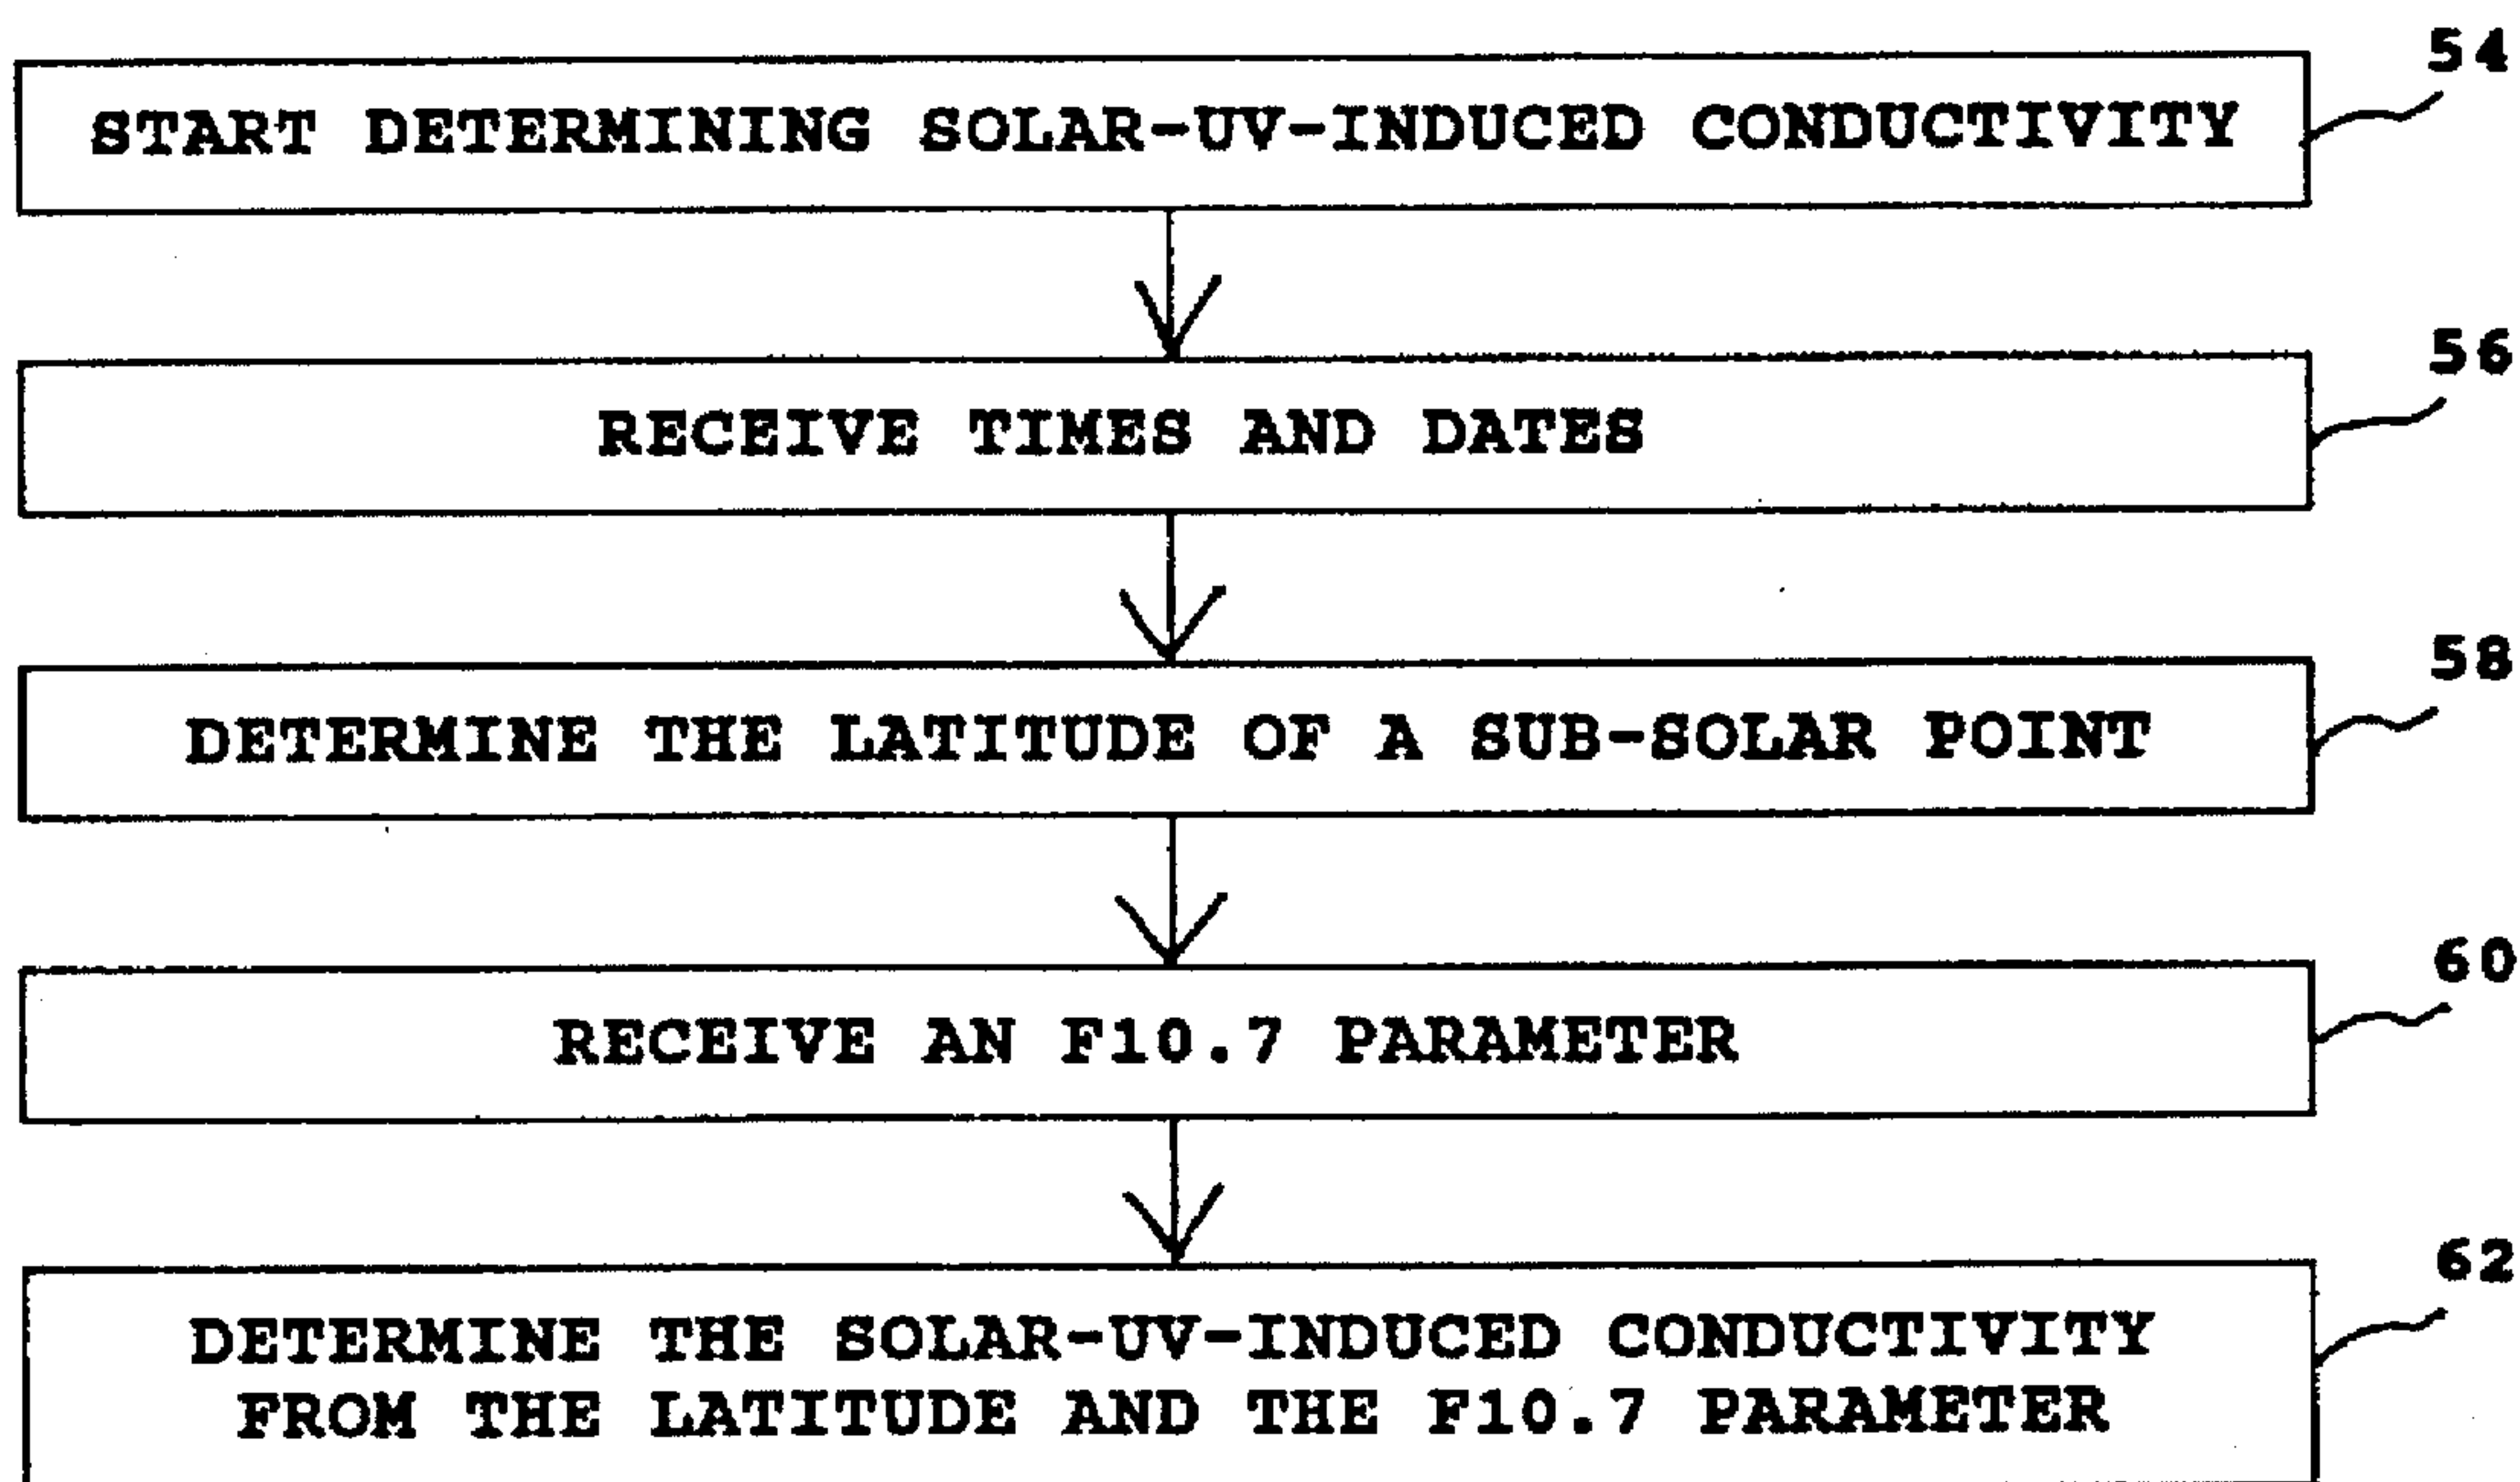 54
START DETERMINING SOLAR-UV-INDUCED CONDUCTIVITY
56
RECEIVE TIMES AND DATES
58
DETERMINE THE LATITUDE OF A SUB-SOLAR POINT
60
RECEIVE AN F10.7 PARAMETER
62
DETERMINE THE SOLAR-UV-INDUCED CONDUCTIVITY
FROM THE LATITUDE AND THE F10.7 PARAMETER